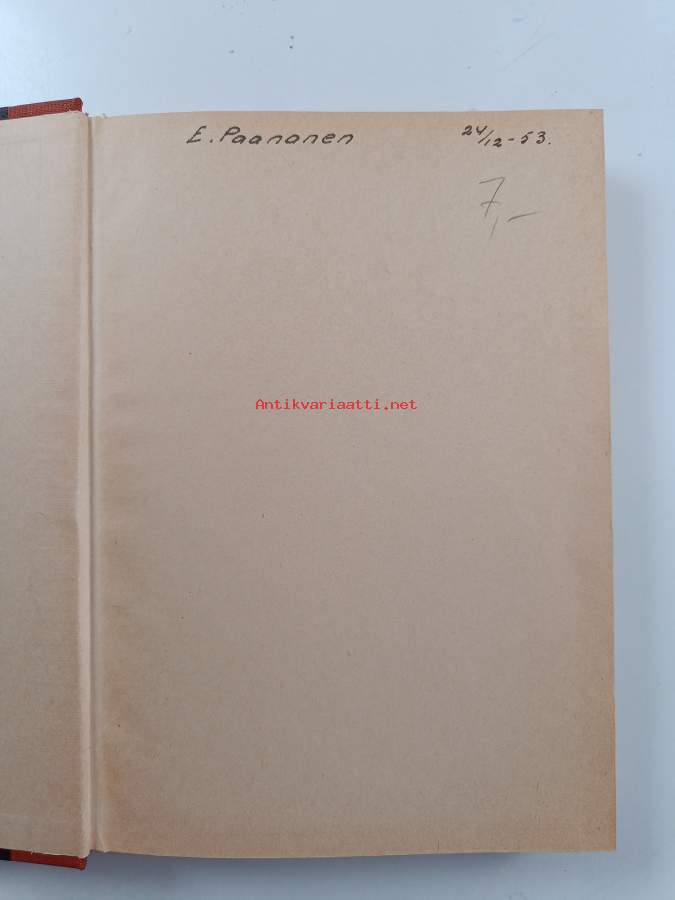 E. Paananen 24/12-53.
7,-
Antikvariaatti.net